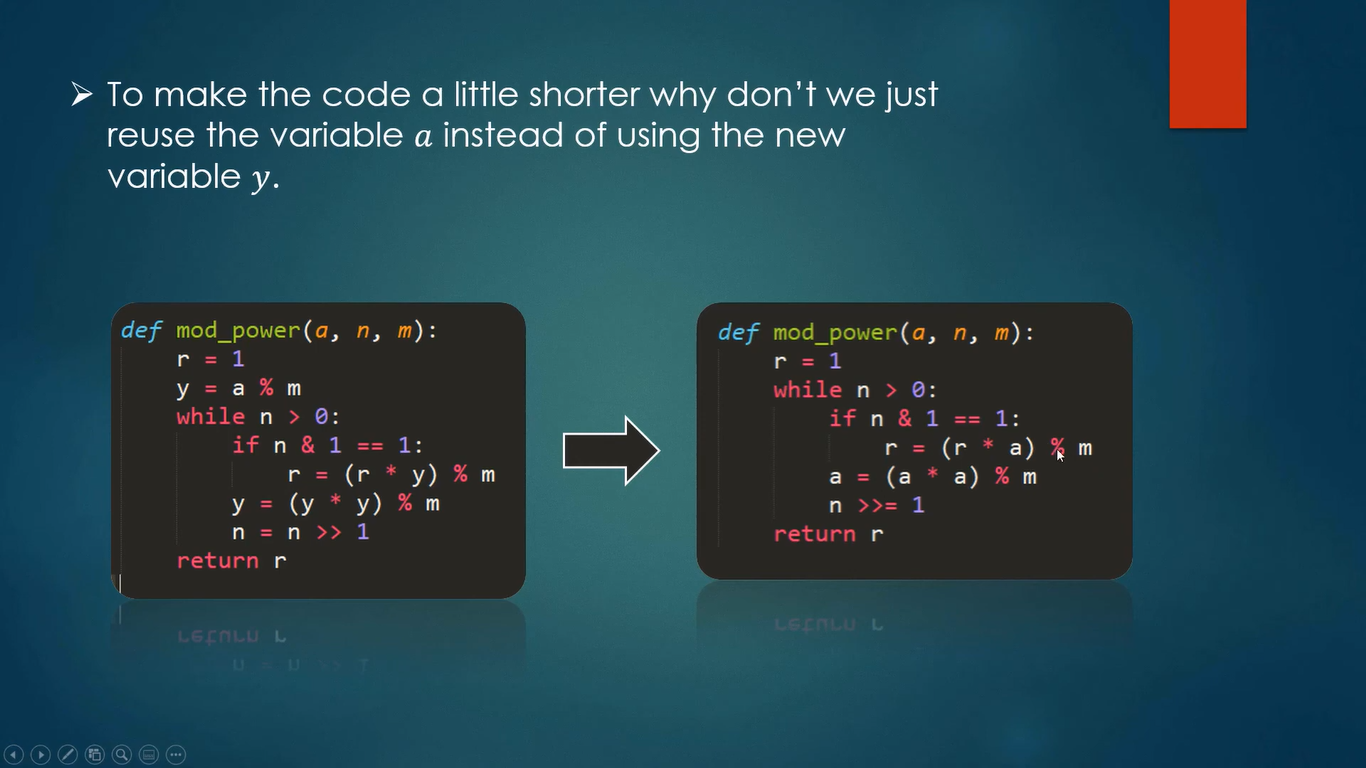 ➢ To make the code a little shorter why don’t we just
reuse the variable a instead of using the new
variable y.
def mod_power(a, n, m):
    r = 1
    y = a % m
    while n > 0:
        if n & 1 == 1:
            r = (r * y) % m
        y = (y * y) % m
        n = n >> 1
    return r
def mod_power(a, n, m):
    r = 1
    while n > 0:
        if n & 1 == 1:
            r = (r * a) % m
        a = (a * a) % m
        n >>= 1
    return r